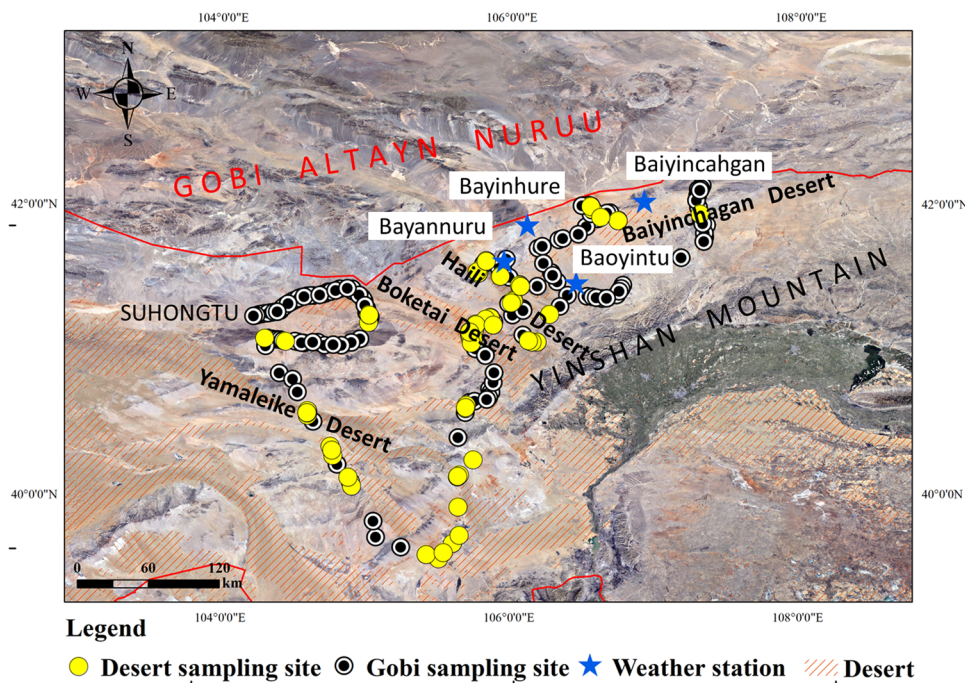 104°0'0"E 106°0'0"E 108°0'0"E
N
W E
S
GOBI ALTAYN NURUU
Baiyincahgan
Bayinhure
42°0'0"N 42°0'0"N
Bayannuru
Baiyinchagan Desert
Baoyintu
Haili Desert
Boketai Desert
SUHONGTU
YINSHAN MOUNTAIN
Yamaleike Desert
40°0'0"N 40°0'0"N
0 60 120
km
104°0'0"E 106°0'0"E 108°0'0"E
Legend
Desert sampling site Gobi sampling site Weather station Desert